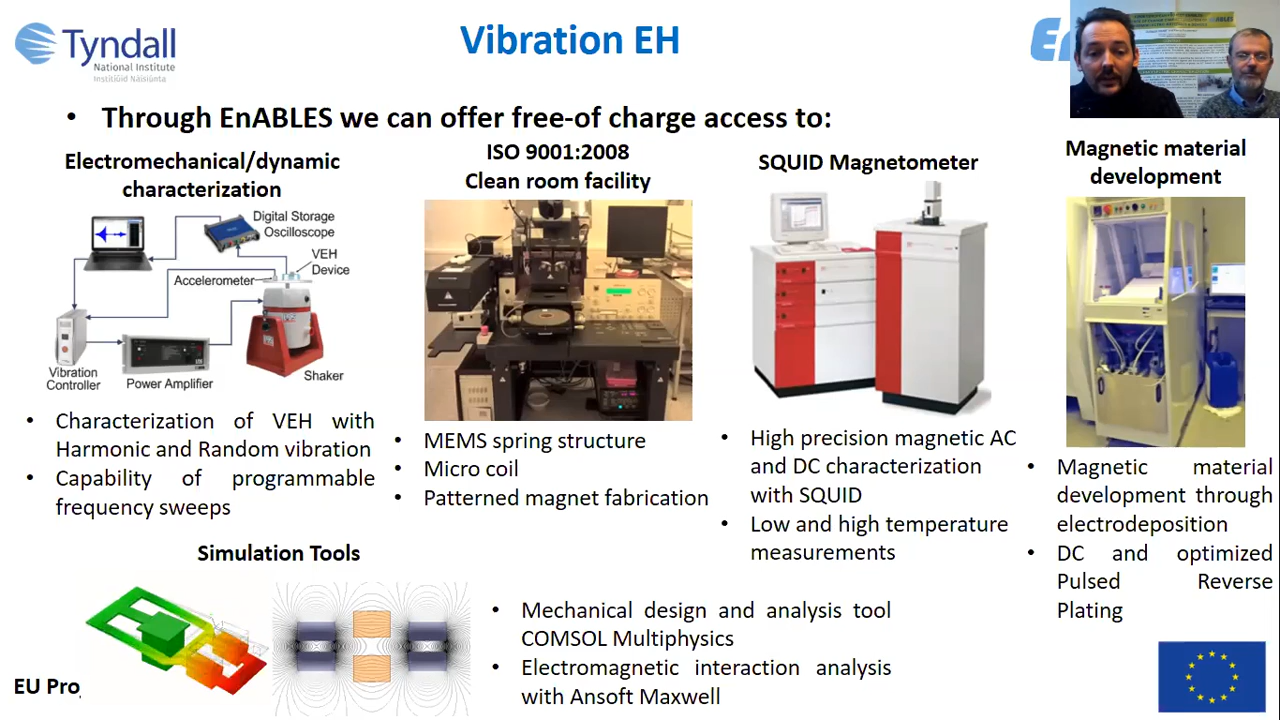 Tyndall
National Institute
Institiúid Náisiúnta
Vibration EH
• Through EnABLES we can offer free-of charge access to:
Electromechanical/dynamic
characterization
Digital Storage
Oscilloscope
VEH
Device
Accelerometer
Vibration
Controller
Power Amplifier
Shaker
• Characterization of VEH with
Harmonic and Random vibration
• Capability of programmable
frequency sweeps
ISO 9001:2008
Clean room facility
• MEMS spring structure
• Micro coil
• Patterned magnet fabrication
SQUID Magnetometer
• High precision magnetic AC
and DC characterization
with SQUID
• Low and high temperature
measurements
Magnetic material
development
• Magnetic material
development through
electrodeposition
• DC and optimized
Pulsed Reverse
Plating
Simulation Tools
• Mechanical design and analysis tool
COMSOL Multiphysics
• Electromagnetic interaction analysis
with Ansoft Maxwell
EU Pro